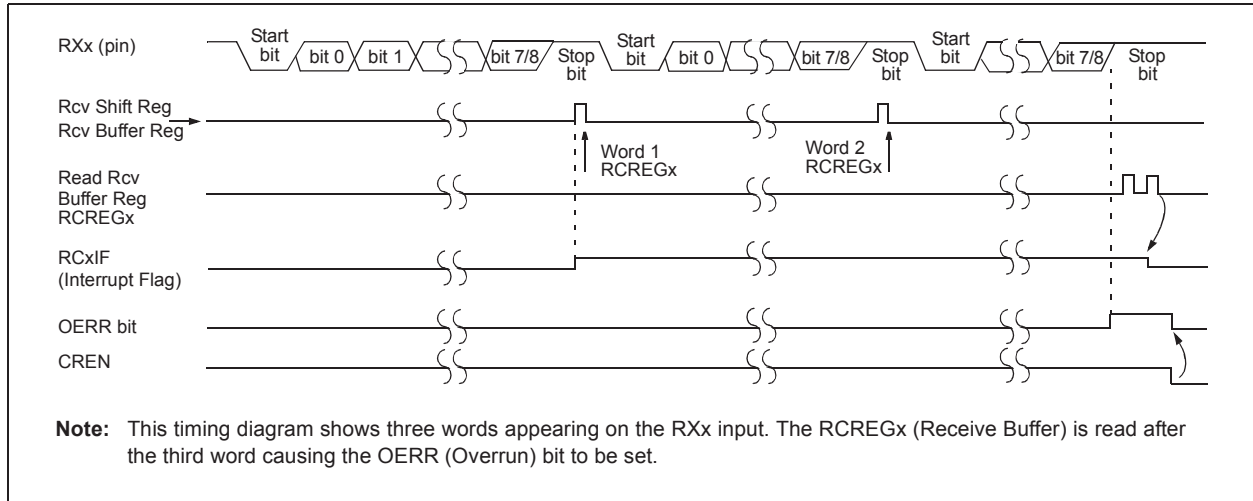 RXx (pin)
Start
bit
bit 0
bit 1
bit 7/8
Stop
bit
Start
bit
bit 0
bit 7/8
Stop
bit
Start
bit
bit 7/8
Stop
bit
Rcv Shift Reg
Rcv Buffer Reg
Word 1
RCREGx
Word 2
RCREGx
Read Rcv
Buffer Reg
RCREGx
RCxIF
(Interrupt Flag)
OERR bit
CREN
Note: This timing diagram shows three words appearing on the RXx input. The RCREGx (Receive Buffer) is read after
the third word causing the OERR (Overrun) bit to be set.